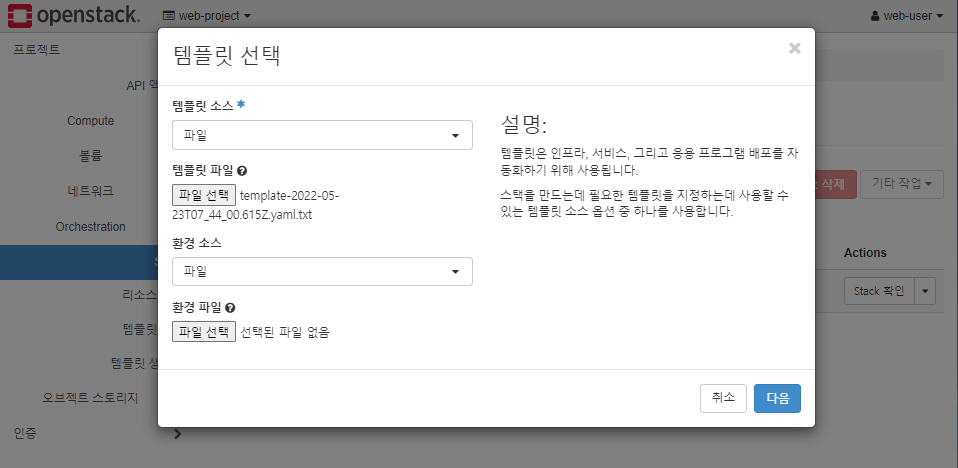 openstack.
web-project
web-user
프로젝트
API 액
Compute
볼륨
네트워크
Orchestration
리소스
템플릿
템플릿 생
오브젝트 스토리지
인증
템플릿 선택
×
템플릿 소스 *
파일
템플릿 파일
파일 선택 template-2022-05-
23T07_44_00.615Z.yaml.txt
환경 소스
파일
환경 파일
파일 선택 선택된 파일 없음
설명:
템플릿은 인프라, 서비스, 그리고 응용 프로그램 배포를 자
동화하기 위해 사용됩니다.
스택을 만드는데 필요한 템플릿을 지정하는데 사용할 수
있는 템플릿 소스 옵션 중 하나를 사용합니다.
취소
다음
삭제
기타 작업
Actions
Stack 확인